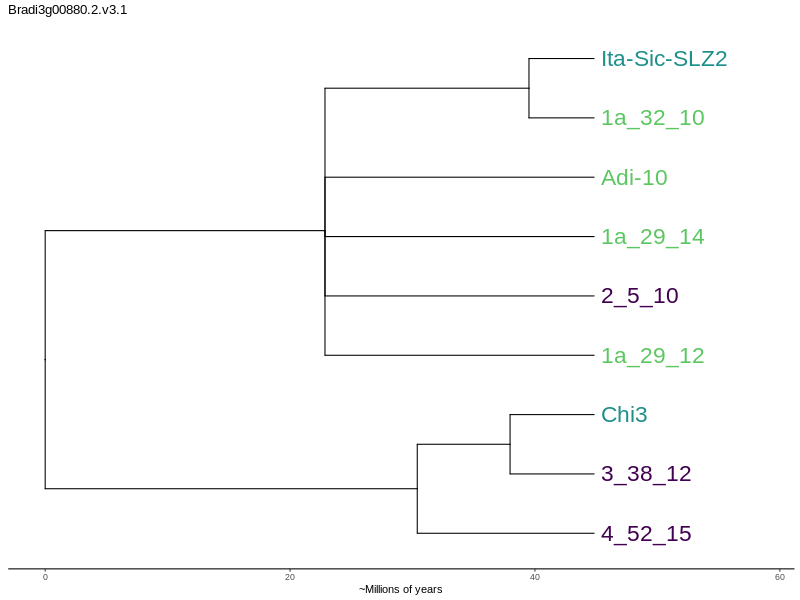 Bradi3g00880.2.v3.1
Ita-Sic-SLZ2
1a_32_10
Adi-10
1a_29_14
2_5_10
1a_29_12
Chi3
3_38_12
4_52_15
0 20 40 60
~Millions of years